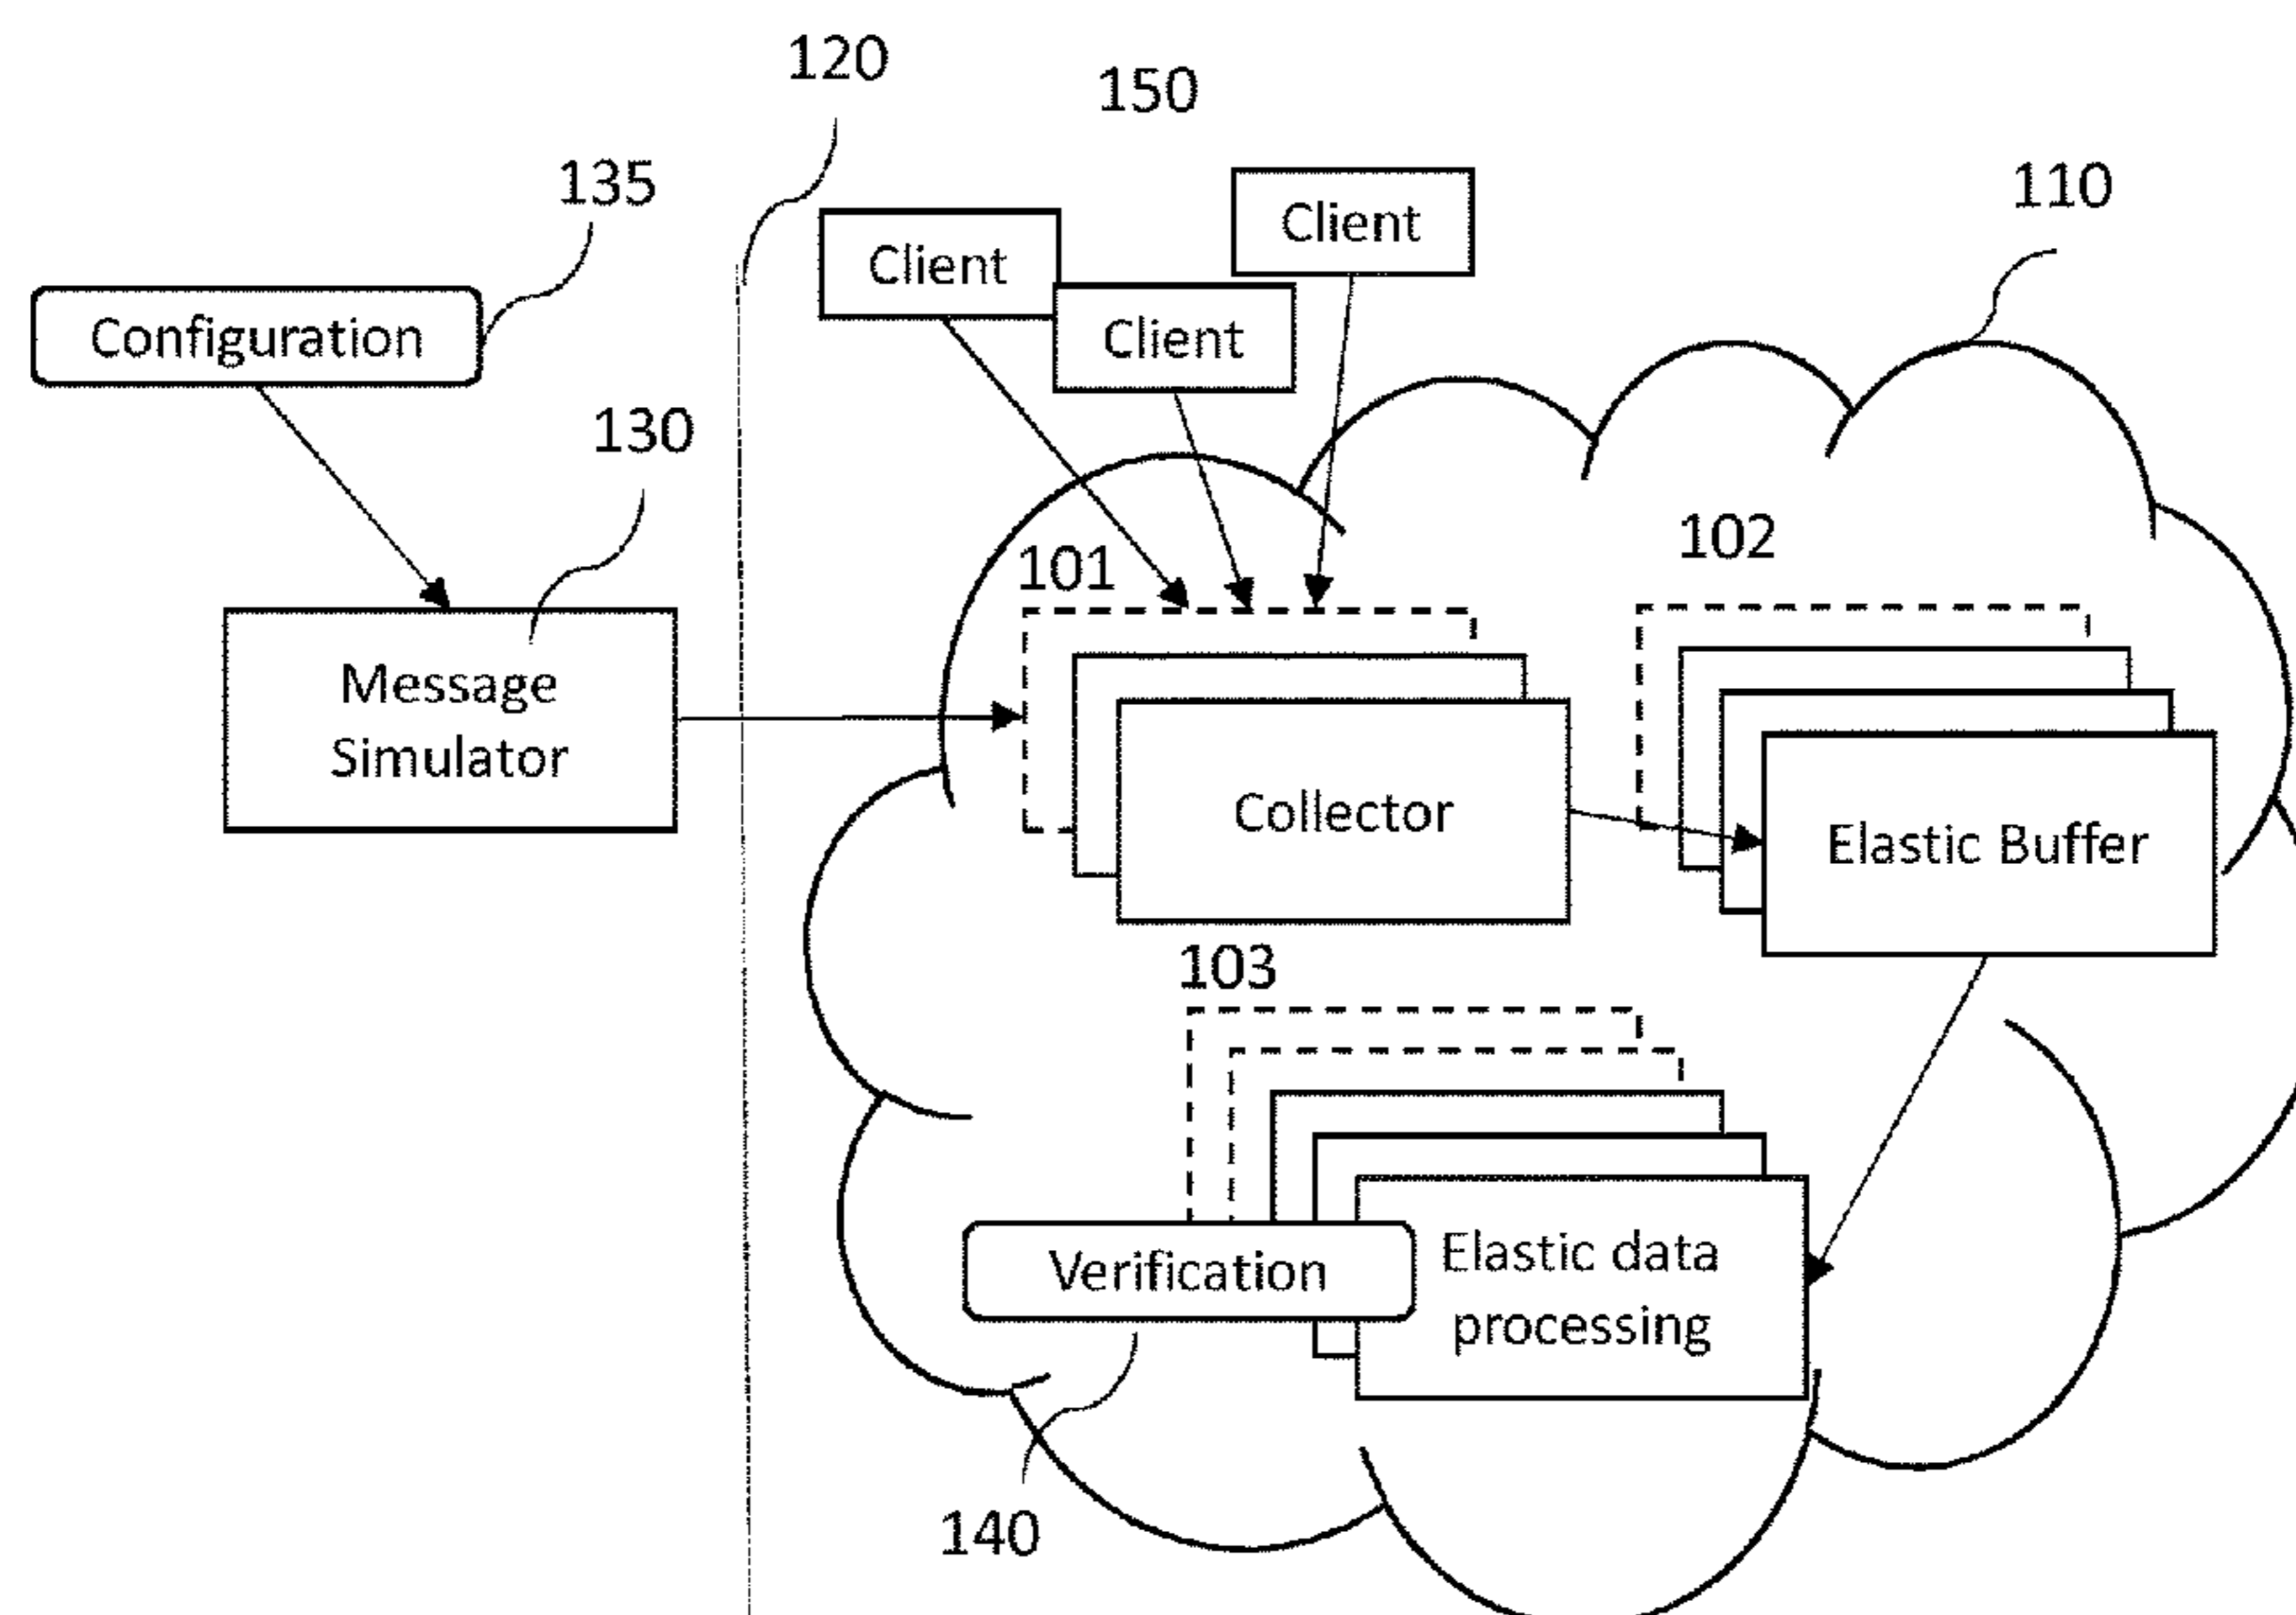 120
150
135
110
Client
Client
Configuration
Client
130
102
101
Message
Simulator
Collector
Elastic Buffer
103
Elastic data
processing
Verification
140